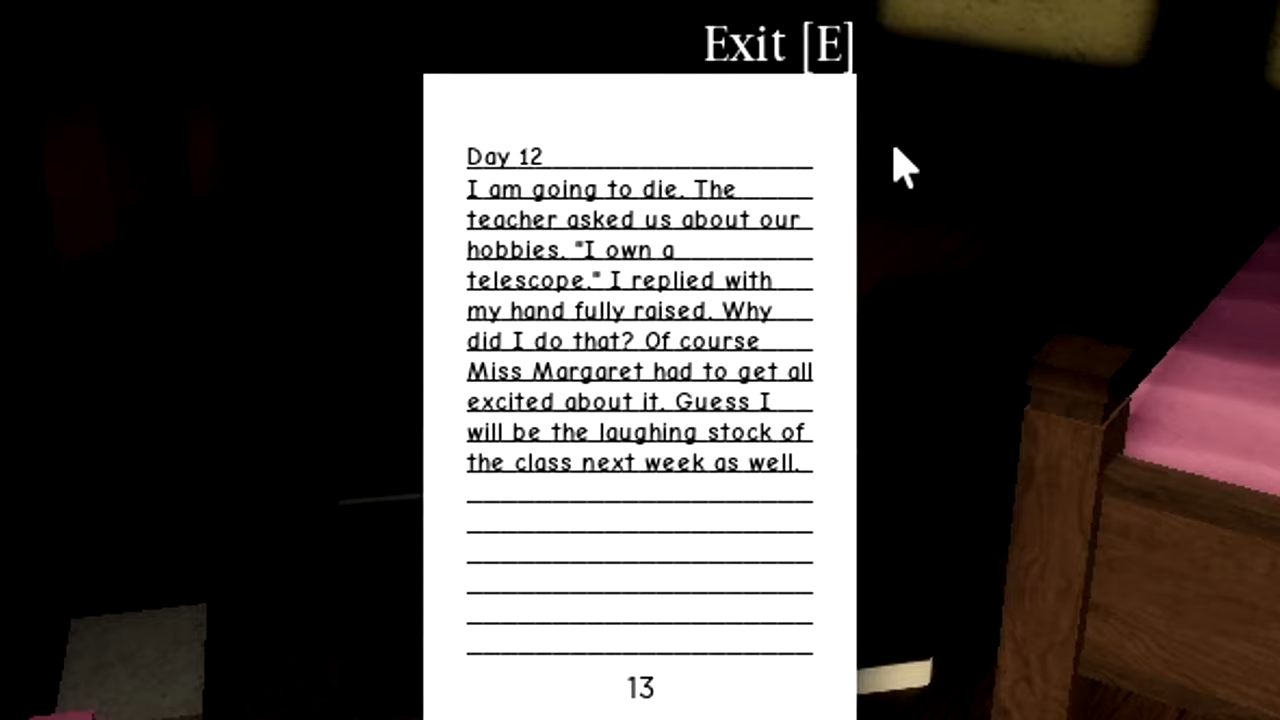 Exit [E]
Day 12
I am going to die. The
teacher asked us about our
hobbies. "I own a
telescope." I replied with
my hand fully raised. Why
did I do that? Of course
Miss Margaret had to get all
excited about it. Guess I
will be the laughing stock of
the class next week as well.
13